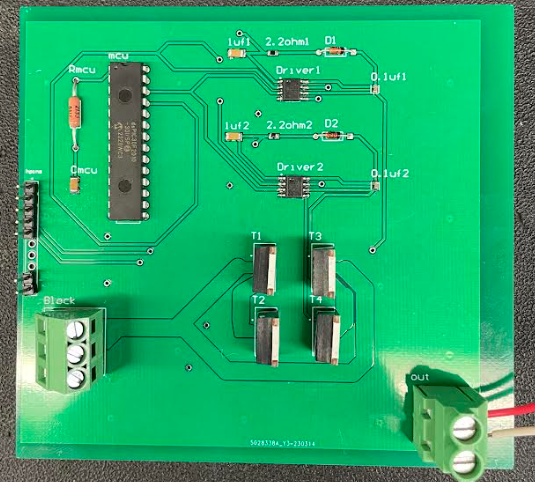 1uf1
2.2ohm1
D1
Rmcu
mcu
Driver1
0.1uf1
1uf2
2.2ohm2
D2
Cmcu
Driver2
0.1uf2
T1
T3
T2
T4
Block
out